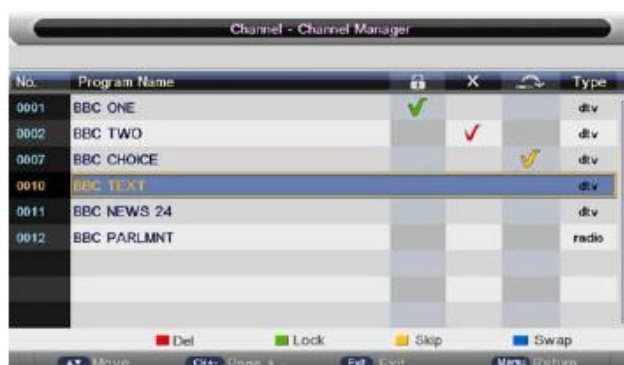 Channel - Channel Manager
No. Program Name X Type
0001 BBC ONE dtv
0002 BBC TWO dtv
0007 BBC CHOICE dtv
0010 BBC TEXT dtv
0011 BBC NEWS 24 dtv
0012 BBC PARLMNT radio
Del Lock Skip Swap
Move Page Exit Exit Menu Return